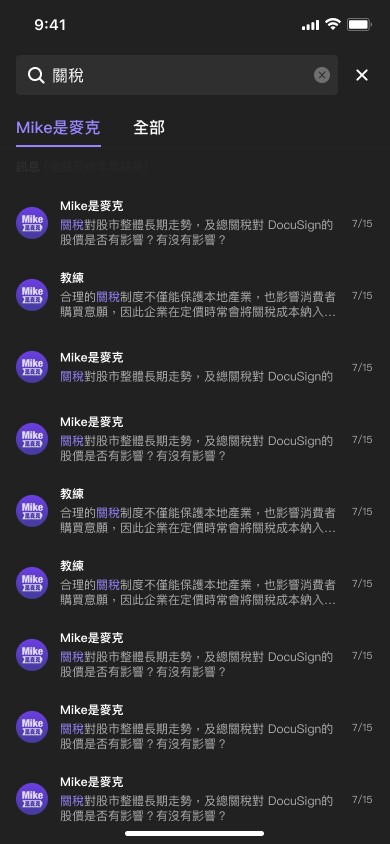 9:41
關稅
Mike是麥克
全部
訊息
Mike是麥克
關稅對股市整體長期走勢，及總關稅對 DocuSign的
7/15
股價是否有影響？有沒有影響？
教練
合理的關稅制度不僅能保護本地產業，也影響消費者
7/15
購買意願，因此企業在定價時常會將關稅成本納入...
Mike是麥克
關稅對股市整體長期走勢，及總關稅對 DocuSign的
7/15
Mike是麥克
關稅對股市整體長期走勢，及總關稅對 DocuSign的
7/15
股價是否有影響？有沒有影響？
教練
合理的關稅制度不僅能保護本地產業，也影響消費者
7/15
購買意願，因此企業在定價時常會將關稅成本納入...
教練
合理的關稅制度不僅能保護本地產業，也影響消費者
7/15
購買意願，因此企業在定價時常會將關稅成本納入...
Mike是麥克
關稅對股市整體長期走勢，及總關稅對 DocuSign的
7/15
股價是否有影響？有沒有影響？
Mike是麥克
關稅對股市整體長期走勢，及總關稅對 DocuSign的
7/15
股價是否有影響？有沒有影響？
Mike是麥克
關稅對股市整體長期走勢，及總關稅對 DocuSign的
7/15
股價是否有影響？有沒有影響？